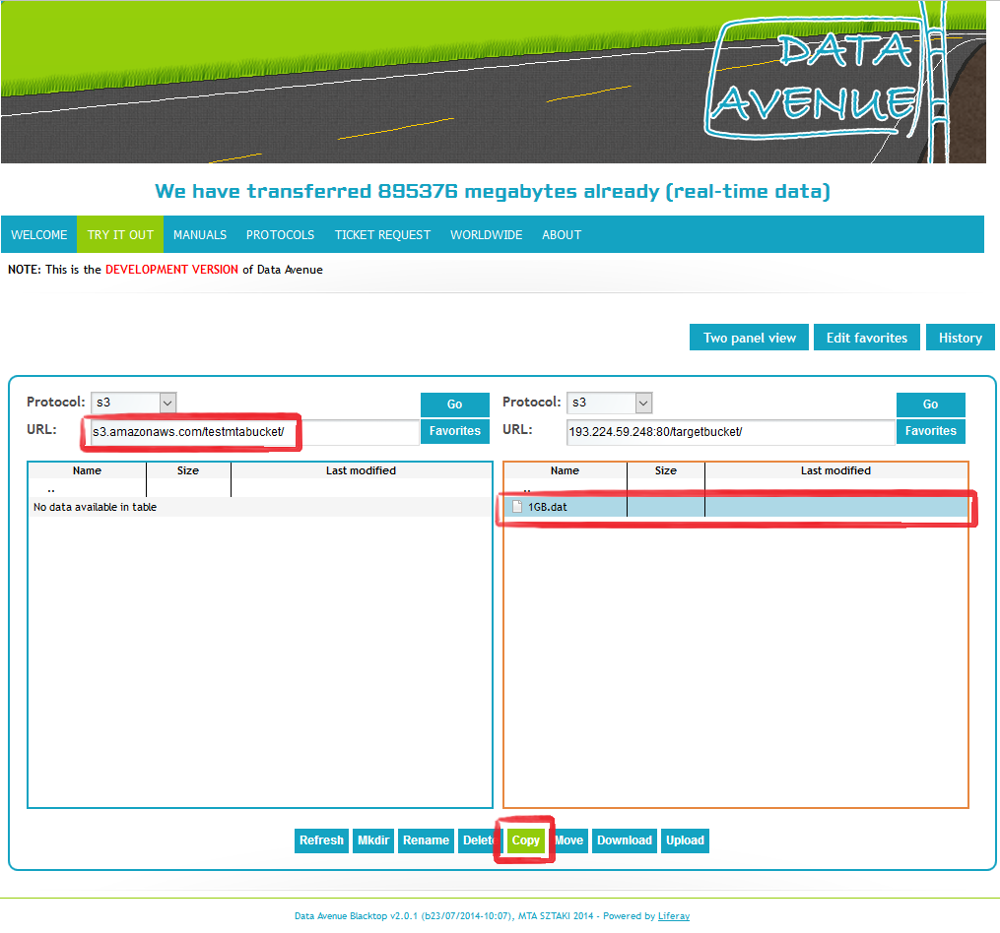 DATA
AVENUE
We have transferred 895376 megabytes already (real-time data)
WELCOME TRY IT OUT MANUALS PROTOCOLS TICKET REQUEST WORLDWIDE ABOUT
NOTE: This is the DEVELOPMENT VERSION of Data Avenue
Two panel view Edit favorites History
Protocol: s3 Go Protocol: s3 Go
URL: s3.amazonaws.com/testmtabucket/ Favorites URL: 193.224.59.248:80/targetbucket/ Favorites
Name Size Last modified Name Size Last modified
.. ..
No data available in table 1GB.dat
Refresh Mkdir Rename Delete Copy Move Download Upload
Data Avenue Blacktop v2.0.1 (b23/07/2014-10:07), MTA SZTAKI 2014 - Powered by Liferay